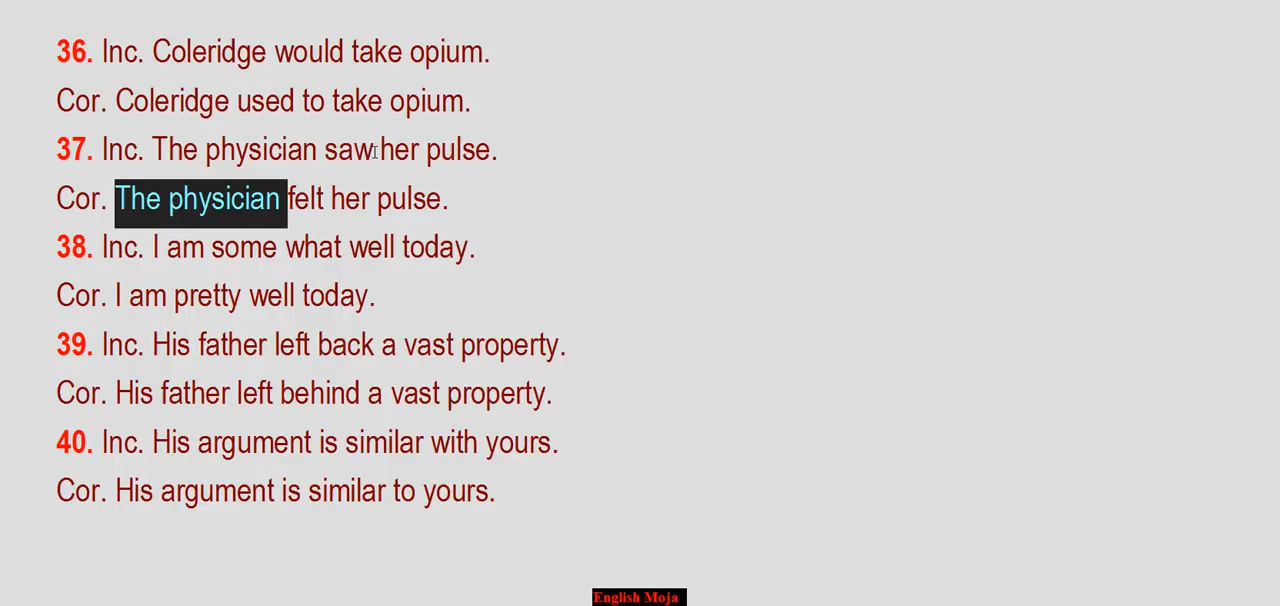 36. Inc. Coleridge would take opium.
Cor. Coleridge used to take opium.
37. Inc. The physician saw her pulse.
Cor. The physician felt her pulse.
38. Inc. I am some what well today.
Cor. I am pretty well today.
39. Inc. His father left back a vast property.
Cor. His father left behind a vast property.
40. Inc. His argument is similar with yours.
Cor. His argument is similar to yours.
English Moja